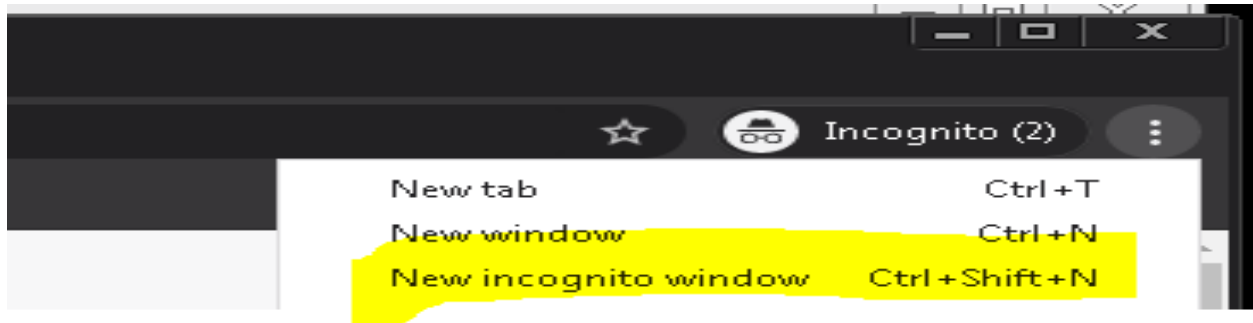 Incognito (2)
New tab Ctrl+T
New window Ctrl+N
New incognito window Ctrl+Shift+N